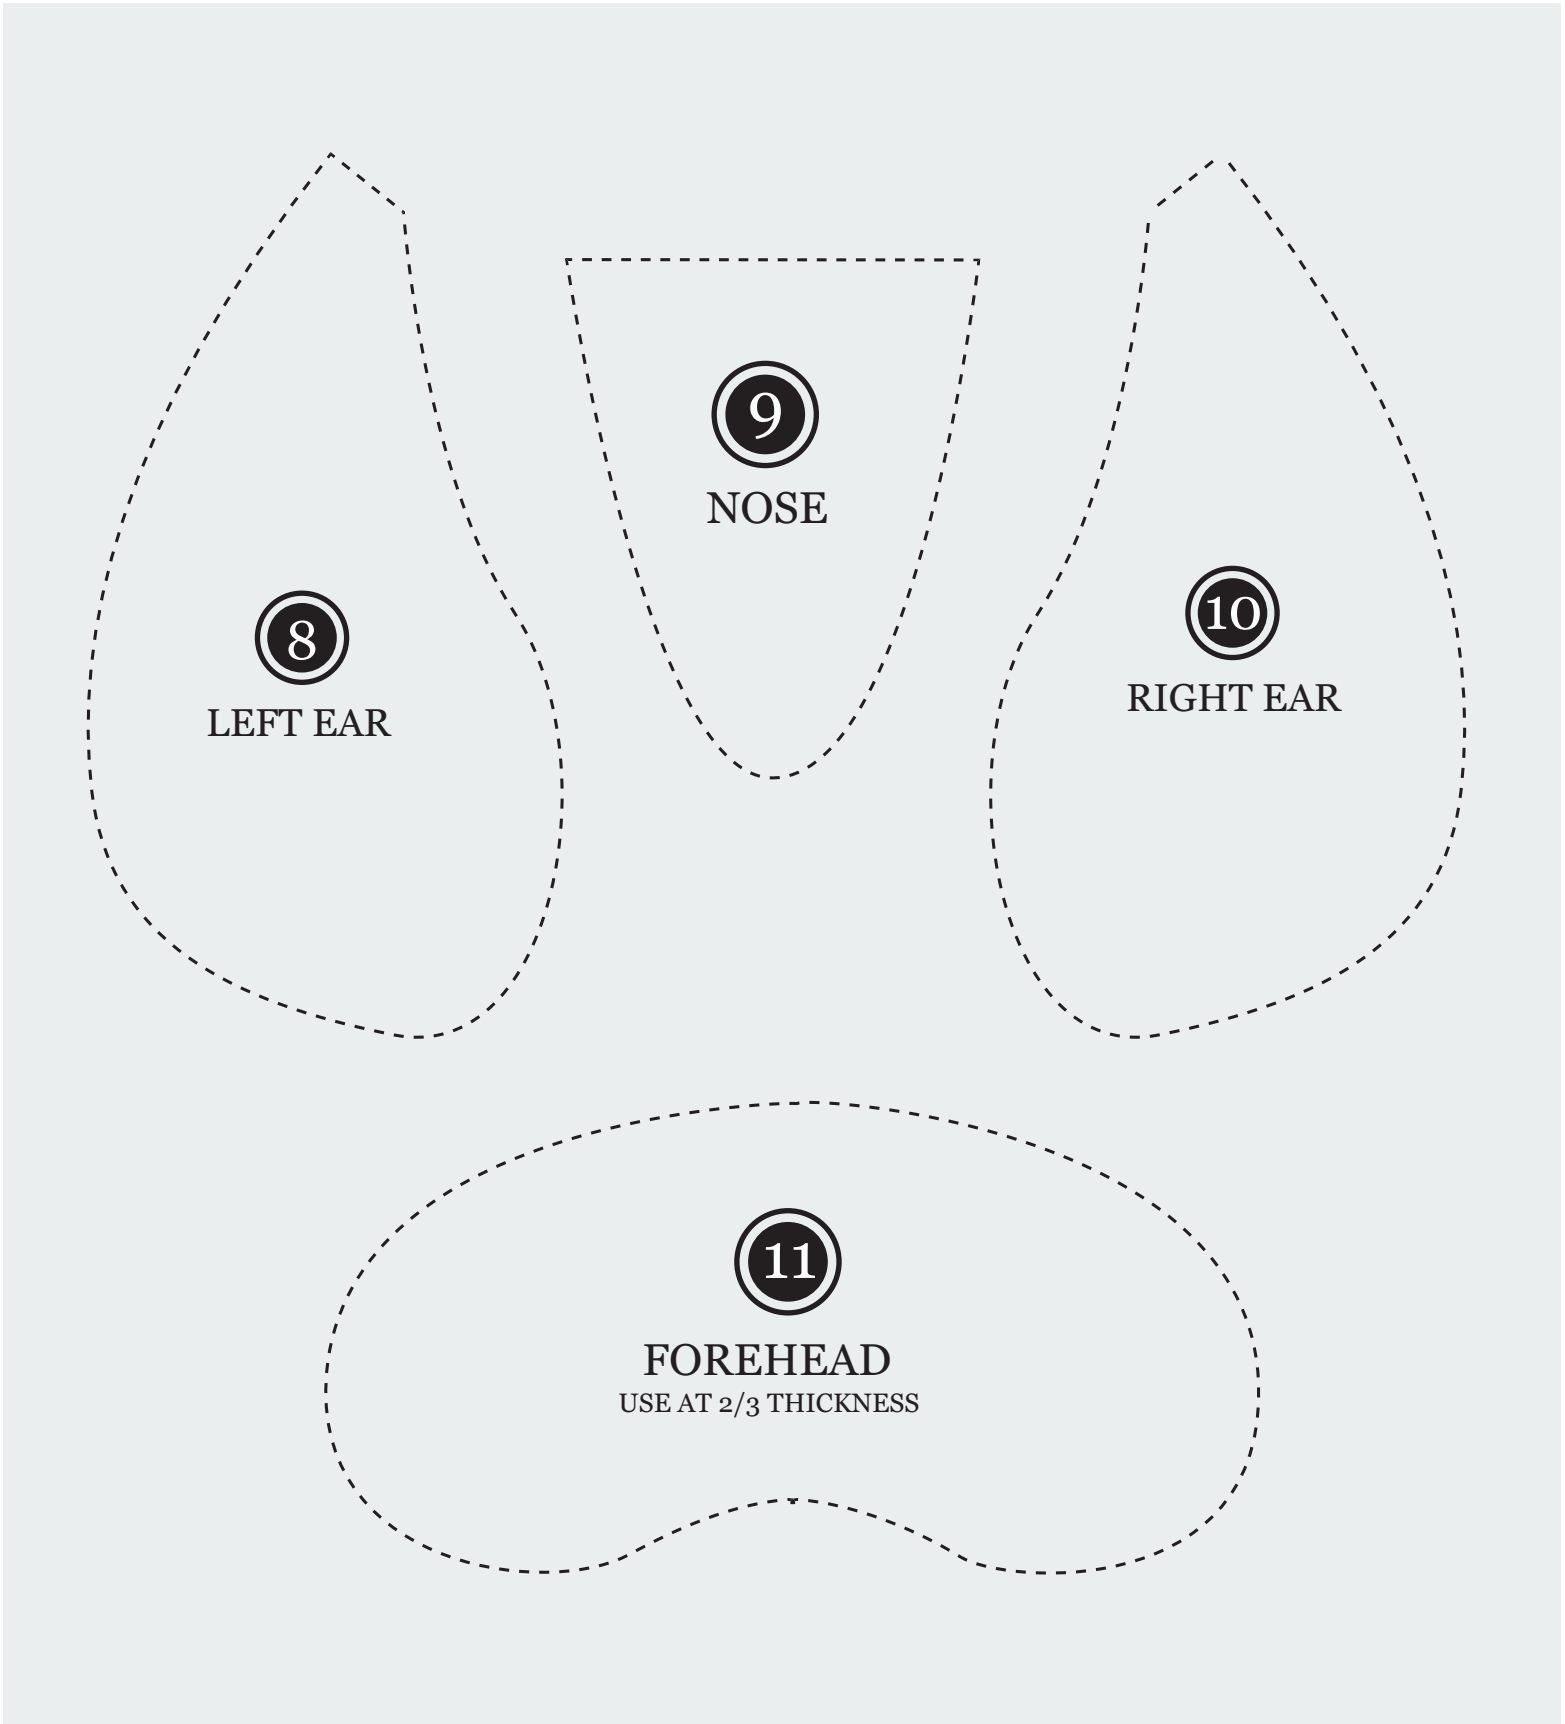 9
NOSE
8
LEFT EAR
10
RIGHT EAR
11
FOREHEAD
USE AT 2/3 THICKNESS